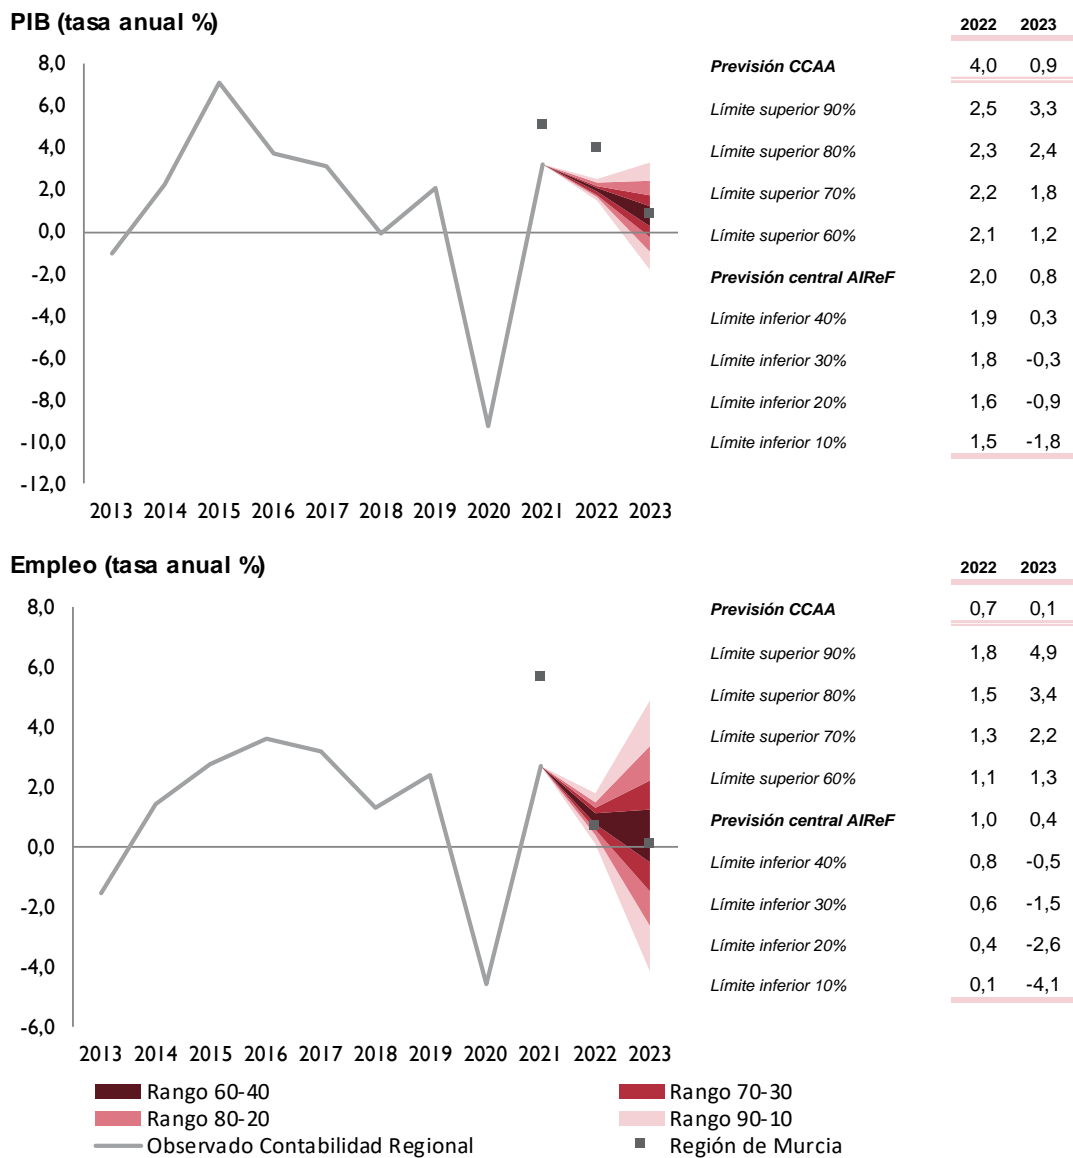 PIB (tasa anual %)
2022 2023
Previsión CCAA 4,0 0,9
Límite superior 90% 2,5 3,3
Límite superior 80% 2,3 2,4
Límite superior 70% 2,2 1,8
Límite superior 60% 2,1 1,2
Previsión central AIReF 2,0 0,8
Límite inferior 40% 1,9 0,3
Límite inferior 30% 1,8 -0,3
Límite inferior 20% 1,6 -0,9
Límite inferior 10% 1,5 -1,8
8,0
6,0
4,0
2,0
0,0
-2,0
-4,0
-6,0
-8,0
-10,0
-12,0
2013 2014 2015 2016 2017 2018 2019 2020 2021 2022 2023
Empleo (tasa anual %)
2022 2023
Previsión CCAA 0,7 0,1
Límite superior 90% 1,8 4,9
Límite superior 80% 1,5 3,4
Límite superior 70% 1,3 2,2
Límite superior 60% 1,1 1,3
Previsión central AIReF 1,0 0,4
Límite inferior 40% 0,8 -0,5
Límite inferior 30% 0,6 -1,5
Límite inferior 20% 0,4 -2,6
Límite inferior 10% 0,1 -4,1
8,0
6,0
4,0
2,0
0,0
-2,0
-4,0
-6,0
2013 2014 2015 2016 2017 2018 2019 2020 2021 2022 2023
Rango 60-40 Rango 70-30
Rango 80-20 Rango 90-10
Observado Contabilidad Regional Región de Murcia